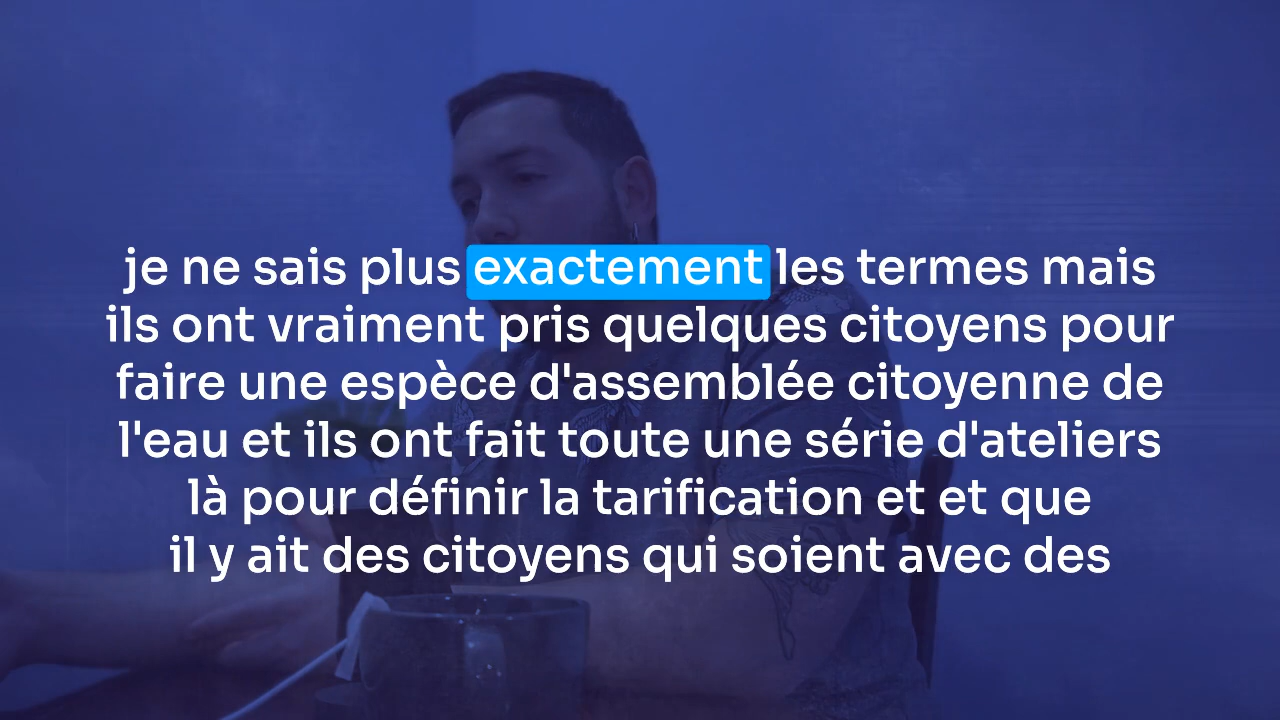 je ne sais plus exactement les termes mais
ils ont vraiment pris quelques citoyens pour
faire une espèce d'assemblée citoyenne de
l'eau et ils ont fait toute une série d'ateliers
là pour définir la tarification et et que
il y ait des citoyens qui soient avec des